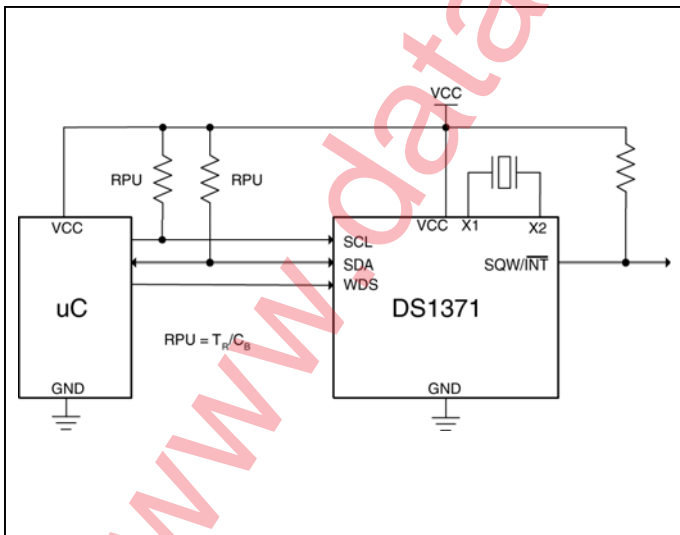 VCC
RPU RPU
VCC VCC X1 X2
SCL
SDA SQW/INT
WDS
uC DS1371
RPU = TR/CB
GND GND
www.data